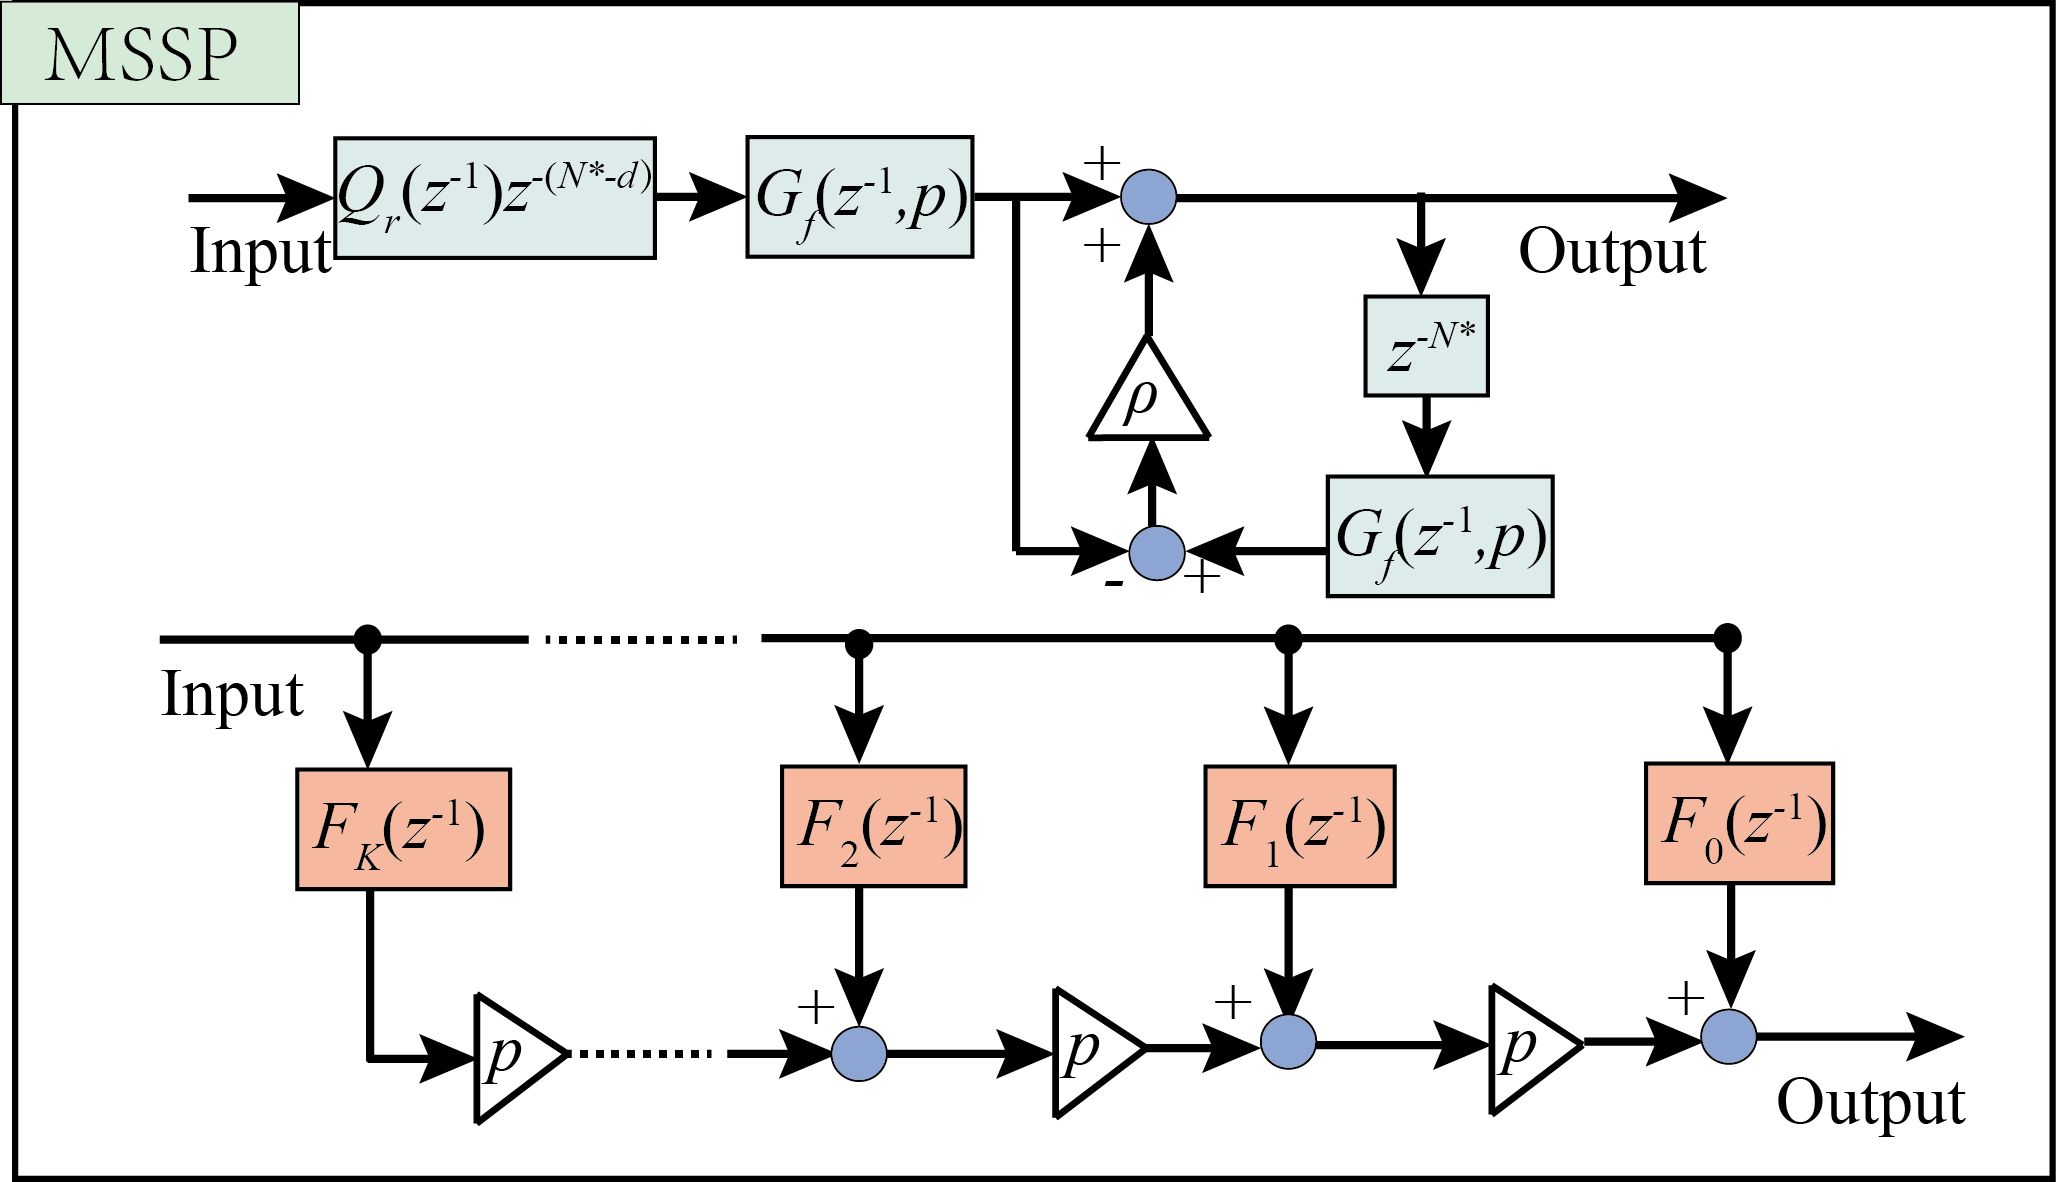 MSSP
Q_r(z^{-1})z^{-(N*-d)}
G_f(z^{-1},p)
+
+
Input
Output
z^{-N*}
ρ
G_f(z^{-1},p)
-
+
Input
F_K(z^{-1})
F_2(z^{-1})
F_1(z^{-1})
F_0(z^{-1})
+
+
+
p
p
p
Output